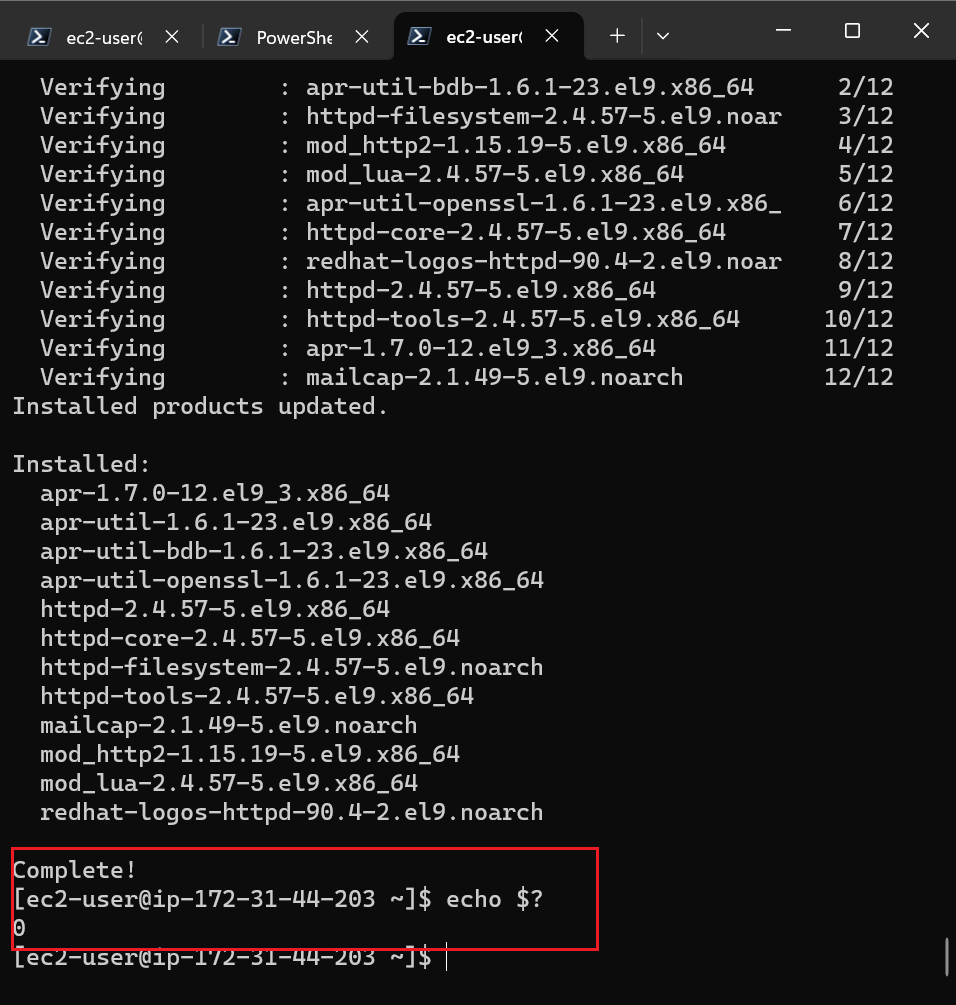 ec2-user( PowerShe ec2-user(
Verifying : apr-util-bdb-1.6.1-23.el9.x86_64 2/12
Verifying : httpd-filesystem-2.4.57-5.el9.noar 3/12
Verifying : mod_http2-1.15.19-5.el9.x86_64 4/12
Verifying : mod_lua-2.4.57-5.el9.x86_64 5/12
Verifying : apr-util-openssl-1.6.1-23.el9.x86_ 6/12
Verifying : httpd-core-2.4.57-5.el9.x86_64 7/12
Verifying : redhat-logos-httpd-90.4-2.el9.noar 8/12
Verifying : httpd-2.4.57-5.el9.x86_64 9/12
Verifying : httpd-tools-2.4.57-5.el9.x86_64 10/12
Verifying : apr-1.7.0-12.el9_3.x86_64 11/12
Verifying : mailcap-2.1.49-5.el9.noarch 12/12
Installed products updated.
Installed:
apr-1.7.0-12.el9_3.x86_64
apr-util-1.6.1-23.el9.x86_64
apr-util-bdb-1.6.1-23.el9.x86_64
apr-util-openssl-1.6.1-23.el9.x86_64
httpd-2.4.57-5.el9.x86_64
httpd-core-2.4.57-5.el9.x86_64
httpd-filesystem-2.4.57-5.el9.noarch
httpd-tools-2.4.57-5.el9.x86_64
mailcap-2.1.49-5.el9.noarch
mod_http2-1.15.19-5.el9.x86_64
mod_lua-2.4.57-5.el9.x86_64
redhat-logos-httpd-90.4-2.el9.noarch
Complete!
[ec2-user@ip-172-31-44-203 ~]$ echo $?
0
[ec2-user@ip-172-31-44-203 ~]$